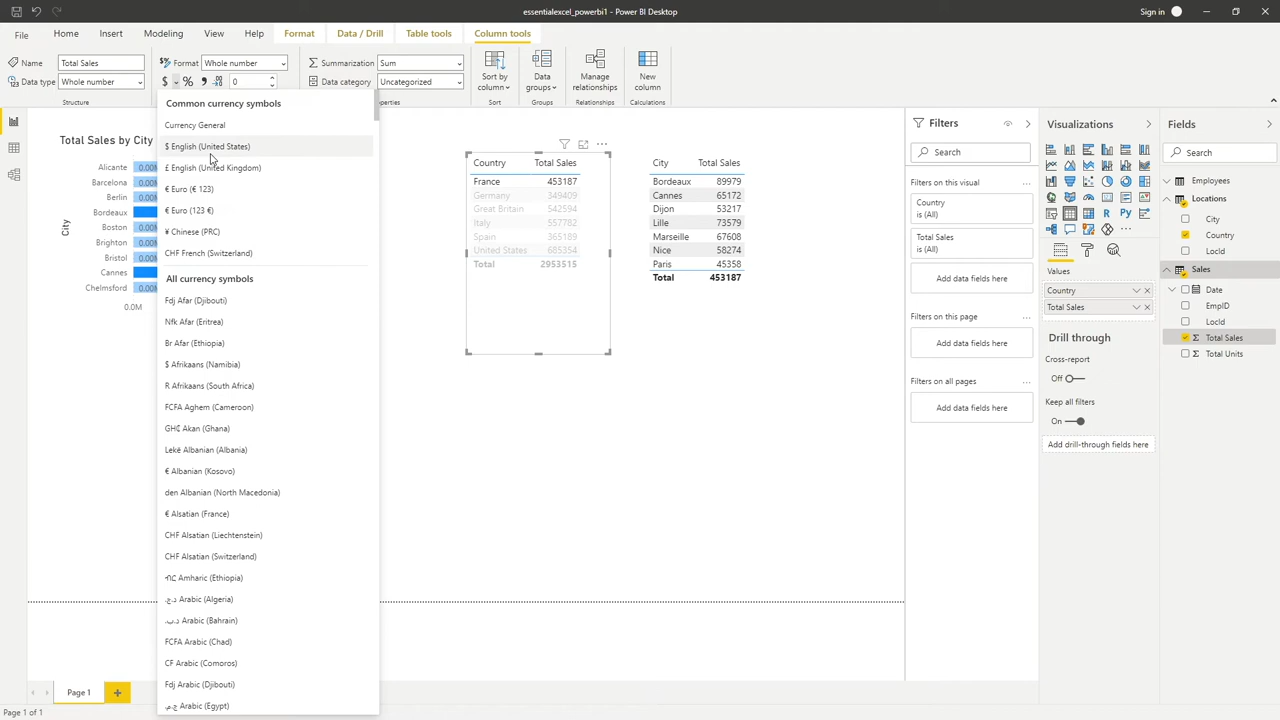 essentialexcel_powerbi1 - Power BI Desktop
Sign in
File
Home
Insert
Modeling
View
Help
Format
Data / Drill
Table tools
Column tools
Name
Total Sales
Data type
Whole number
Structure
Format
Whole number
$
%
0
Summarization
Sum
Data category
Uncategorized
Sort by
column
Sort
Data
groups
Groups
Manage
relationships
Relationships
New
column
Calculations
Common currency symbols
Currency General
$ English (United States)
£ English (United Kingdom)
€ Euro (€ 123)
€ Euro (123 €)
¥ Chinese (PRC)
CHF French (Switzerland)
All currency symbols
Fdj Afar (Djibouti)
Nfk Afar (Eritrea)
Br Afar (Ethiopia)
$ Afrikaans (Namibia)
R Afrikaans (South Africa)
FCFA Aghem (Cameroon)
GH₵ Akan (Ghana)
Lekë Albanian (Albania)
€ Albanian (Kosovo)
den Albanian (North Macedonia)
€ Alsatian (France)
CHF Alsatian (Liechtenstein)
CHF Alsatian (Switzerland)
ብር Amharic (Ethiopia)
د.ج.‏ Arabic (Algeria)
د.ب.‏ Arabic (Bahrain)
FCFA Arabic (Chad)
CF Arabic (Comoros)
Fdj Arabic (Djibouti)
ج.م.‏ Arabic (Egypt)
Total Sales by City
City
Alicante
Barcelona
Berlin
Bordeaux
Boston
Brighton
Bristol
Cannes
Chelmsford
0.0M
Country Total Sales
France 453187
Germany 349409
Great Britain 542594
Italy 557782
Spain 365189
United States 685354
Total 2953515
City Total Sales
Bordeaux 89979
Cannes 65172
Dijon 53217
Lille 73579
Marseille 67608
Nice 58274
Paris 45358
Total 453187
Filters
Search
Filters on this visual
Country
is (All)
Total Sales
is (All)
Add data fields here
Filters on this page
Add data fields here
Filters on all pages
Add data fields here
Visualizations
Values
Country
Total Sales
Drill through
Cross-report
Off
Keep all filters
On
Add drill-through fields here
Fields
Search
Employees
Locations
City
Country
LocId
Sales
Date
EmpID
LocId
Total Sales
Total Units
Page 1
Page 1 of 1